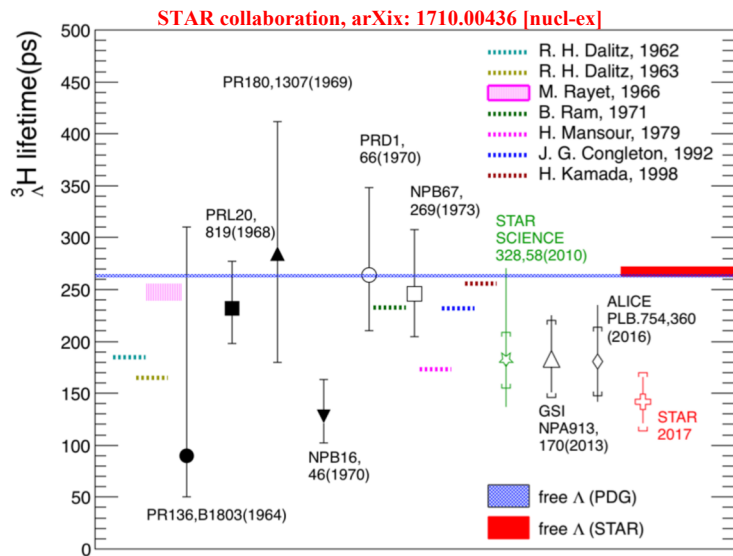 STAR collaboration, arXix: 1710.00436 [nucl-ex]
³ΛH lifetime(ps)
500
450
400
350
300
250
200
150
100
50
0
R. H. Dalitz, 1962
R. H. Dalitz, 1963
M. Rayet, 1966
B. Ram, 1971
H. Mansour, 1979
J. G. Congleton, 1992
H. Kamada, 1998
PR180,1307(1969)
PRD1,
66(1970)
PRL20,
819(1968)
NPB67,
269(1973)
STAR
SCIENCE
328,58(2010)
ALICE
PLB.754,360
(2016)
GSI
NPA913,
170(2013)
STAR
2017
NPB16,
46(1970)
PR136,B1803(1964)
free Λ (PDG)
free Λ (STAR)